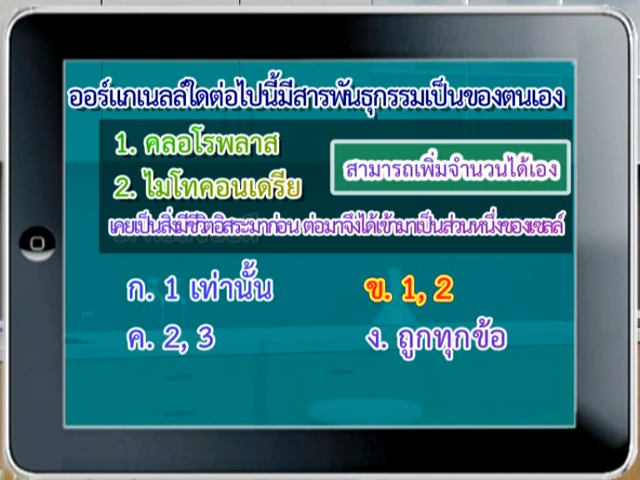 ออร์แกเนลล์ใดต่อไปนี้มีสารพันธุกรรมเป็นของตนเอง
1. คลอโรพลาส
สามารถเพิ่มจำนวนได้เอง
2. ไมโทคอนเดรีย
เคยเป็นสิ่งมีชีวิตอิสระมาก่อน ต่อมาจึงได้เข้ามาเป็นส่วนหนึ่งของเซลล์
ก. 1 เท่านั้น
ข. 1, 2
ค. 2, 3
ง. ถูกทุกข้อ